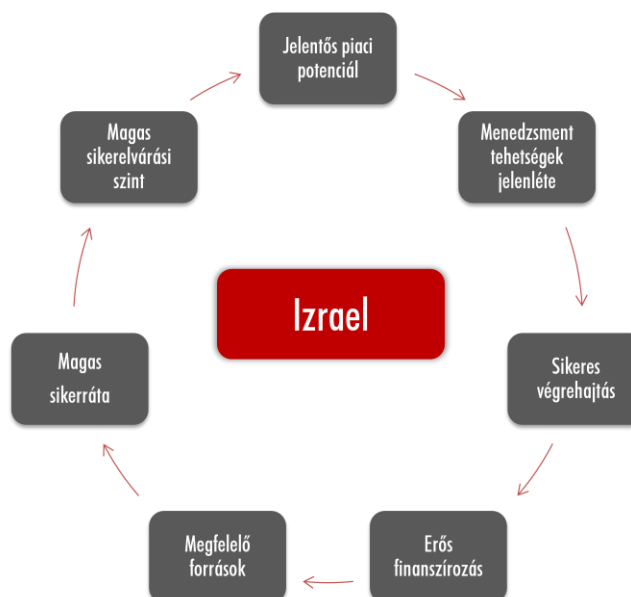 Jelentős piaci
potenciál
Menedzsment
tehetségek
jelenléte
Sikeres
végrehajtás
Erős
finanszírozás
Megfelelő
források
Magas
sikerráta
Magas
sikerelvárási
szint
Izrael